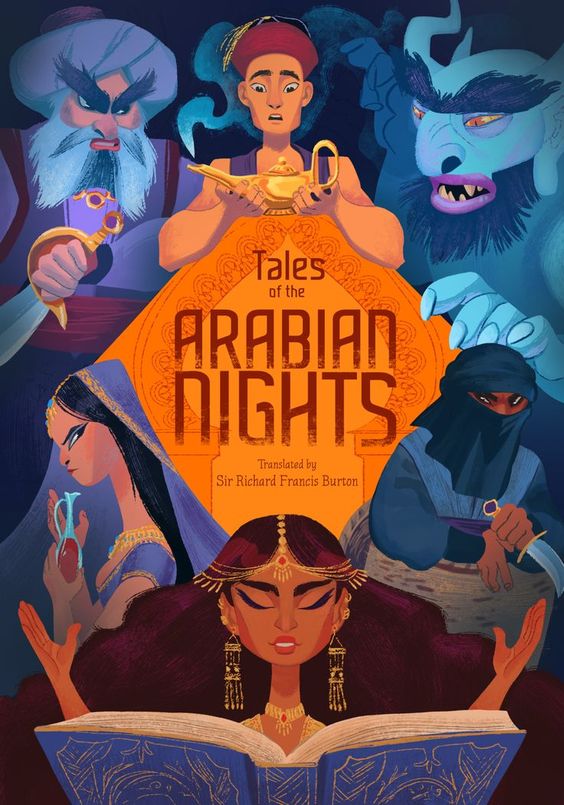 Tales
of the
ARABIAN
NIGHTS
Translated by
Sir Richard Francis Burton